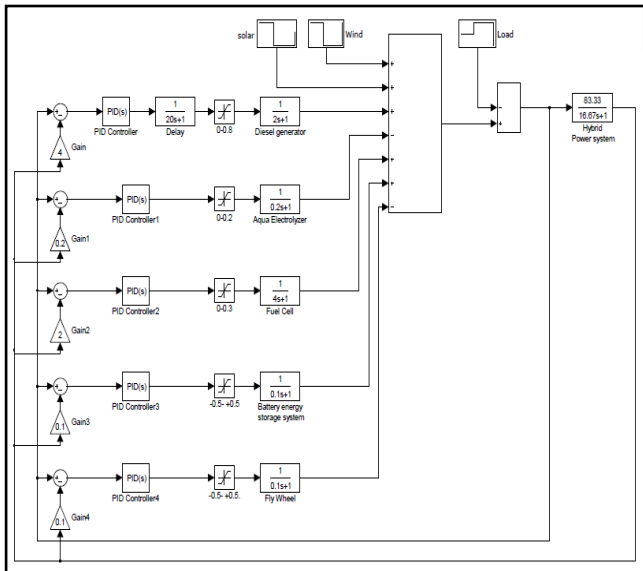 solar
Wind
Load
PID(s)
PID Controller
1
20s+1
Delay
0-0.8
1
2s+1
Diesel generator
83.33
16.67s+1
Hybrid
Power system
4
Gain
PID(s)
PID Controller1
0-0.2
1
0.2s+1
Aqua Electrolyzer
0.2
Gain1
PID(s)
PID Controller2
0-0.3
1
4s+1
Fuel Cell
2
Gain2
PID(s)
PID Controller3
-0.5- +0.5
1
0.1s+1
Battery energy
storage system
0.1
Gain3
PID(s)
PID Controller4
-0.5- +0.5.
1
0.1s+1
Fly Wheel
0.1
Gain4